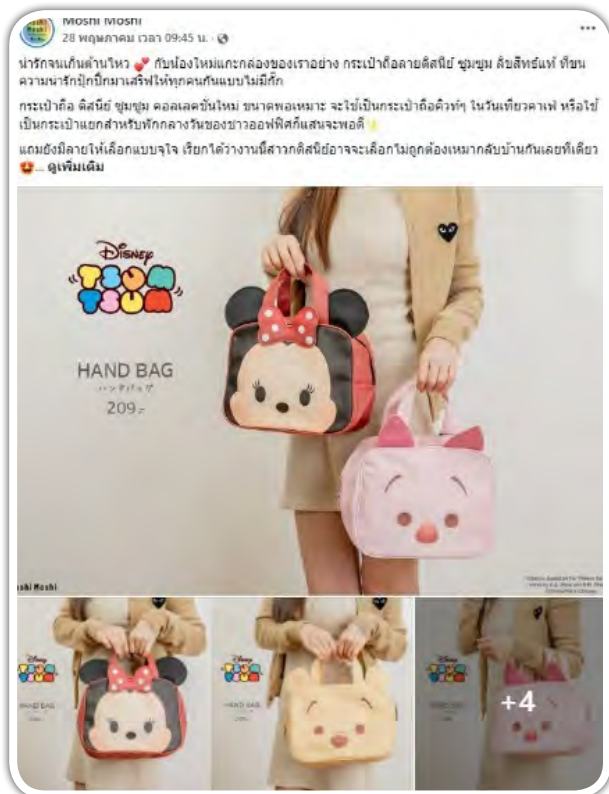 Moshi Moshi
28 พฤษภาคม เวลา 09:45 น.
น่ารักจนเกินต้านไหว 💕 กับน้องใหม่แกะกล่องของเราอย่าง กระเป๋าถือลายดิสนีย์ ซูมซูม ลิขสิทธิ์แท้ ที่ขน
ความน่ารักปุ๊กปิ๊กมาเสิร์ฟให้ทุกคนกันแบบไม่มีกั๊ก
กระเป๋าถือ ดิสนีย์ ซูมซูม คอลเลคชั่นใหม่ ขนาดพอเหมาะ จะใช้เป็นกระเป๋าถือคิวท์ๆ ในวันเที่ยวคาเฟ่ หรือใช้
เป็นกระเป๋าแยกสำหรับพักกลางวันของชาวออฟฟิศก็แสนจะพอดี
แถมยังมีลายให้เลือกแบบจุใจ เรียกได้ว่างานนี้สาวกดิสนีย์อาจจะเลือกไม่ถูกต้องเหมากลับบ้านกันเลยทีเดียว
🤩... ดูเพิ่มเติม
Disney
TSUM
TSUM
HAND BAG
ハンドバッグ
209.-
Moshi Moshi
Disney
TSUM
TSUM
HAND BAG
Disney
TSUM
TSUM
HAND BAG
Disney
TSUM
TSUM
HAND BAG
+4